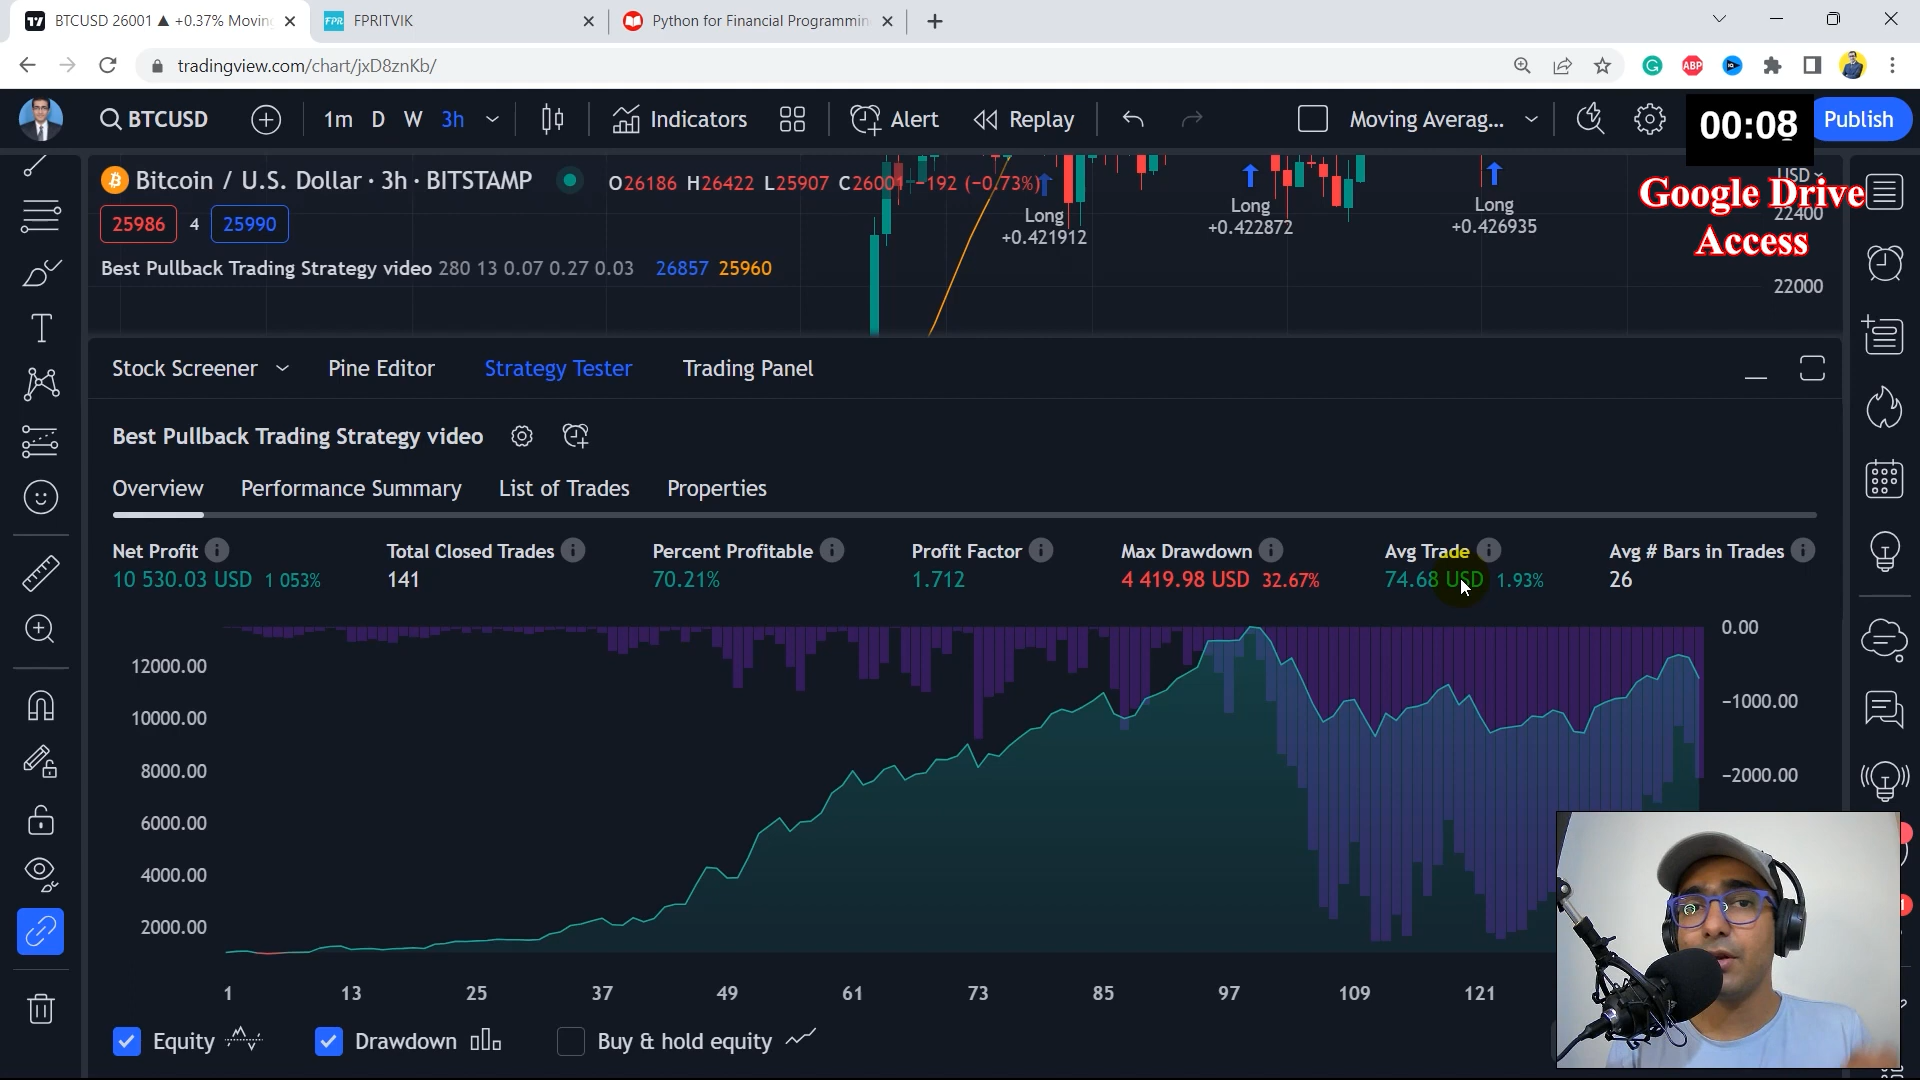 BTCUSD 26001 ▲ +0.37% Movin
FPR FPRITVIK
Python for Financial Programmin
tradingview.com/chart/jxD8znKb/
ABP
BTCUSD
1m D W 3h
Indicators
Alert
Replay
Moving Averag...
00:08
Publish
Bitcoin / U.S. Dollar · 3h · BITSTAMP
O26186 H26422 L25907 C26001 −192 (−0.73%)
USD
Google Drive
Access
22400
22000
25986 4 25990
Best Pullback Trading Strategy video 280 13 0.07 0.27 0.03 26857 25960
Long
+0.421912
Long
+0.422872
Long
+0.426935
Stock Screener
Pine Editor
Strategy Tester
Trading Panel
Best Pullback Trading Strategy video
Overview
Performance Summary
List of Trades
Properties
Net Profit
10 530.03 USD 1 053%
Total Closed Trades
141
Percent Profitable
70.21%
Profit Factor
1.712
Max Drawdown
4 419.98 USD 32.67%
Avg Trade
74.68 USD 1.93%
Avg # Bars in Trades
26
12000.00
10000.00
8000.00
6000.00
4000.00
2000.00
0.00
−1000.00
−2000.00
1 13 25 37 49 61 73 85 97 109 121
Equity
Drawdown
Buy & hold equity